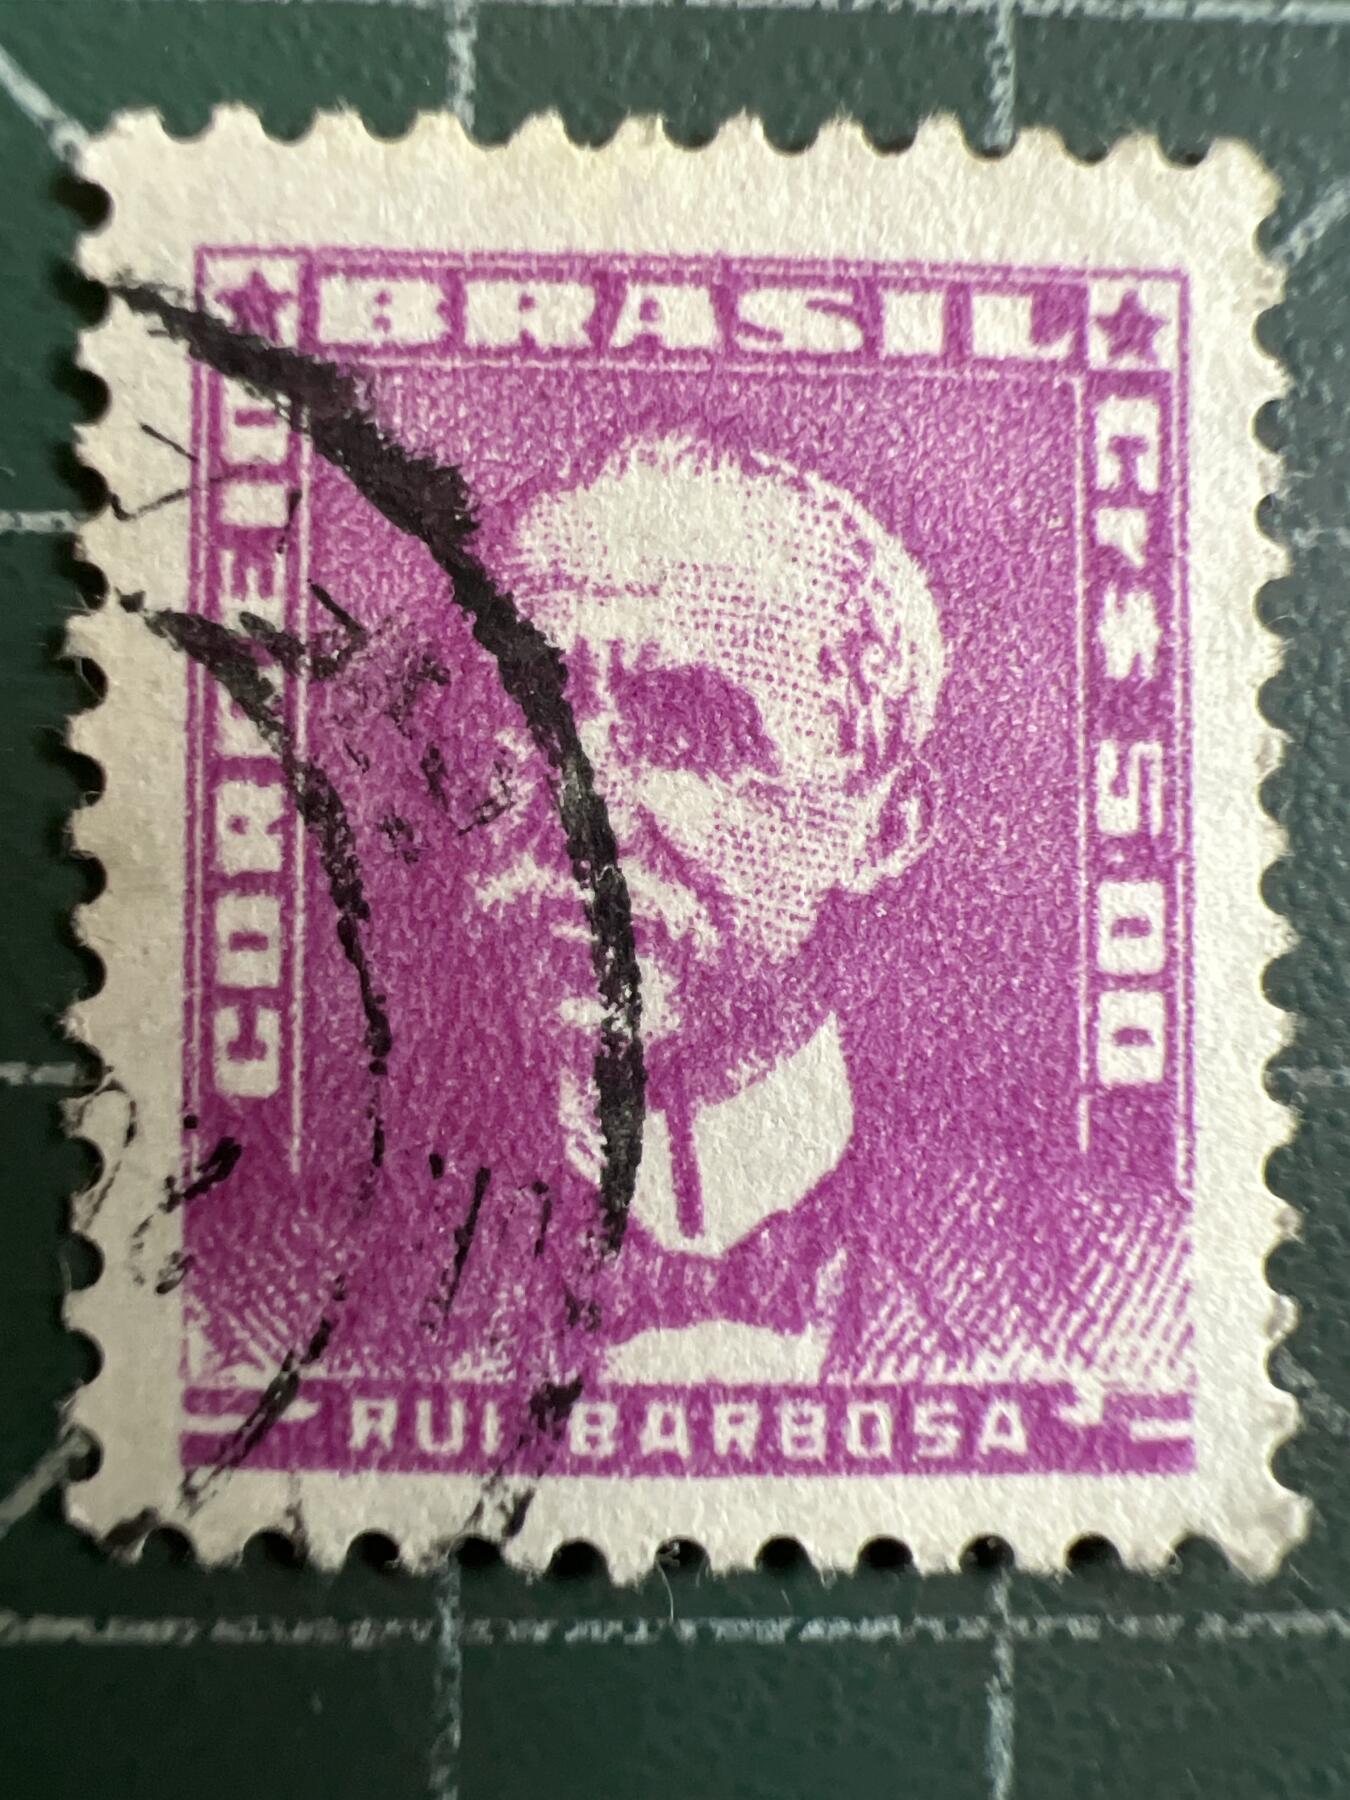 BRASIL
CORREIO
Cr$ 5,00
RUI BARBOSA